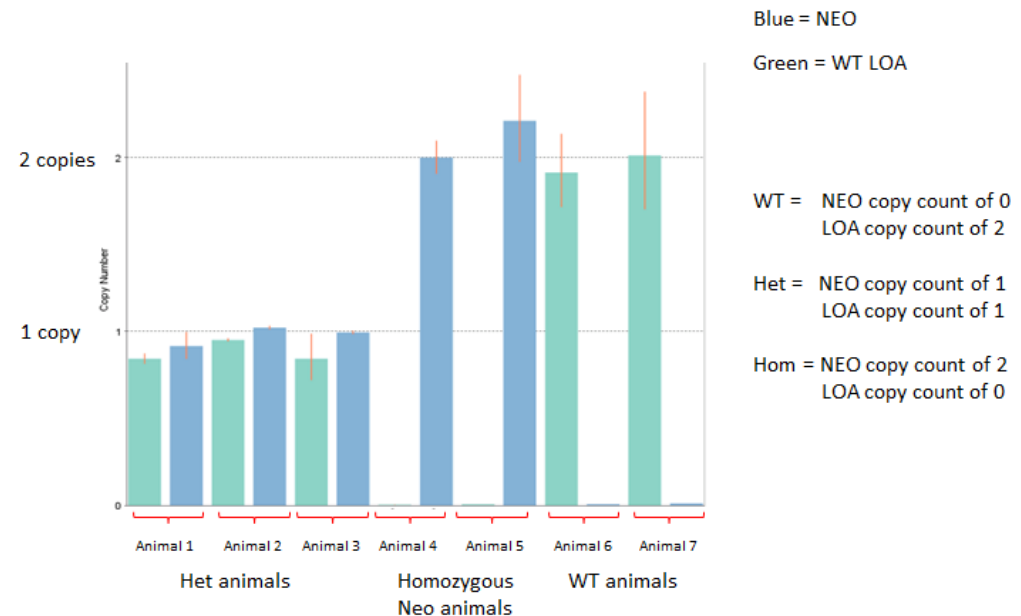 Blue = NEO
Green = WT LOA
2 copies
2
WT = NEO copy count of 0
LOA copy count of 2
Copy Number
Het = NEO copy count of 1
LOA copy count of 1
1 copy
1
Hom = NEO copy count of 2
LOA copy count of 0
0
Animal 1 Animal 2 Animal 3 Animal 4 Animal 5 Animal 6 Animal 7
Het animals Homozygous WT animals
Neo animals